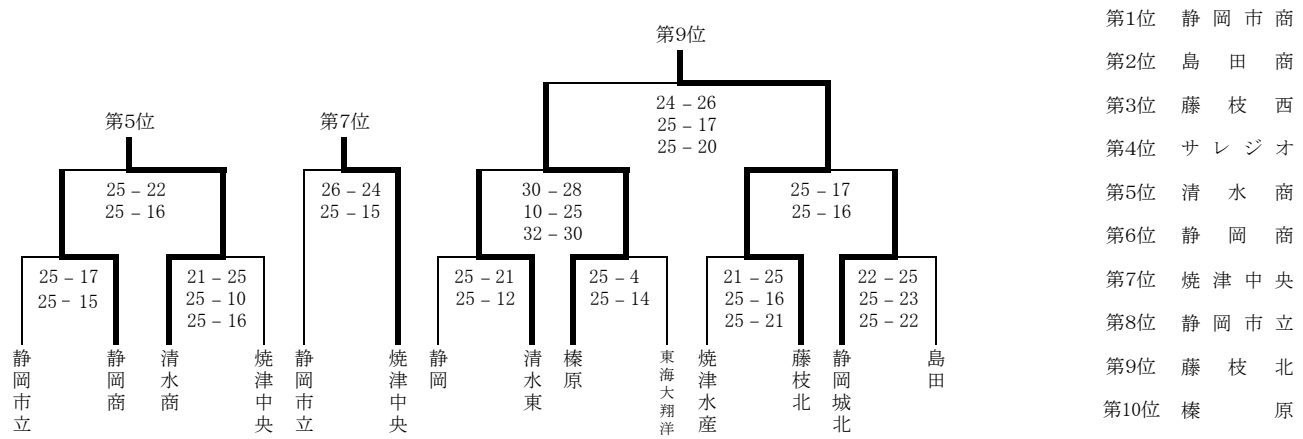 第9位
24 − 26
25 − 17
25 − 20
第5位
第7位
25 − 22
25 − 16
26 − 24
25 − 15
30 − 28
10 − 25
32 − 30
25 − 17
25 − 16
25 − 17
25 − 15
21 − 25
25 − 10
25 − 16
25 − 21
25 − 12
25 − 4
25 − 14
21 − 25
25 − 16
25 − 21
22 − 25
25 − 23
25 − 22
静岡市立
静岡商
清水商
焼津中央
静岡市立
焼津中央
静岡
清水東
榛原
東海大翔洋
焼津水産
藤枝北
静岡城北
島田
第1位 静岡市商
第2位 島田商
第3位 藤枝西
第4位 サレジオ
第5位 清水商
第6位 静岡商
第7位 焼津中央
第8位 静岡市立
第9位 藤枝北
第10位 榛原